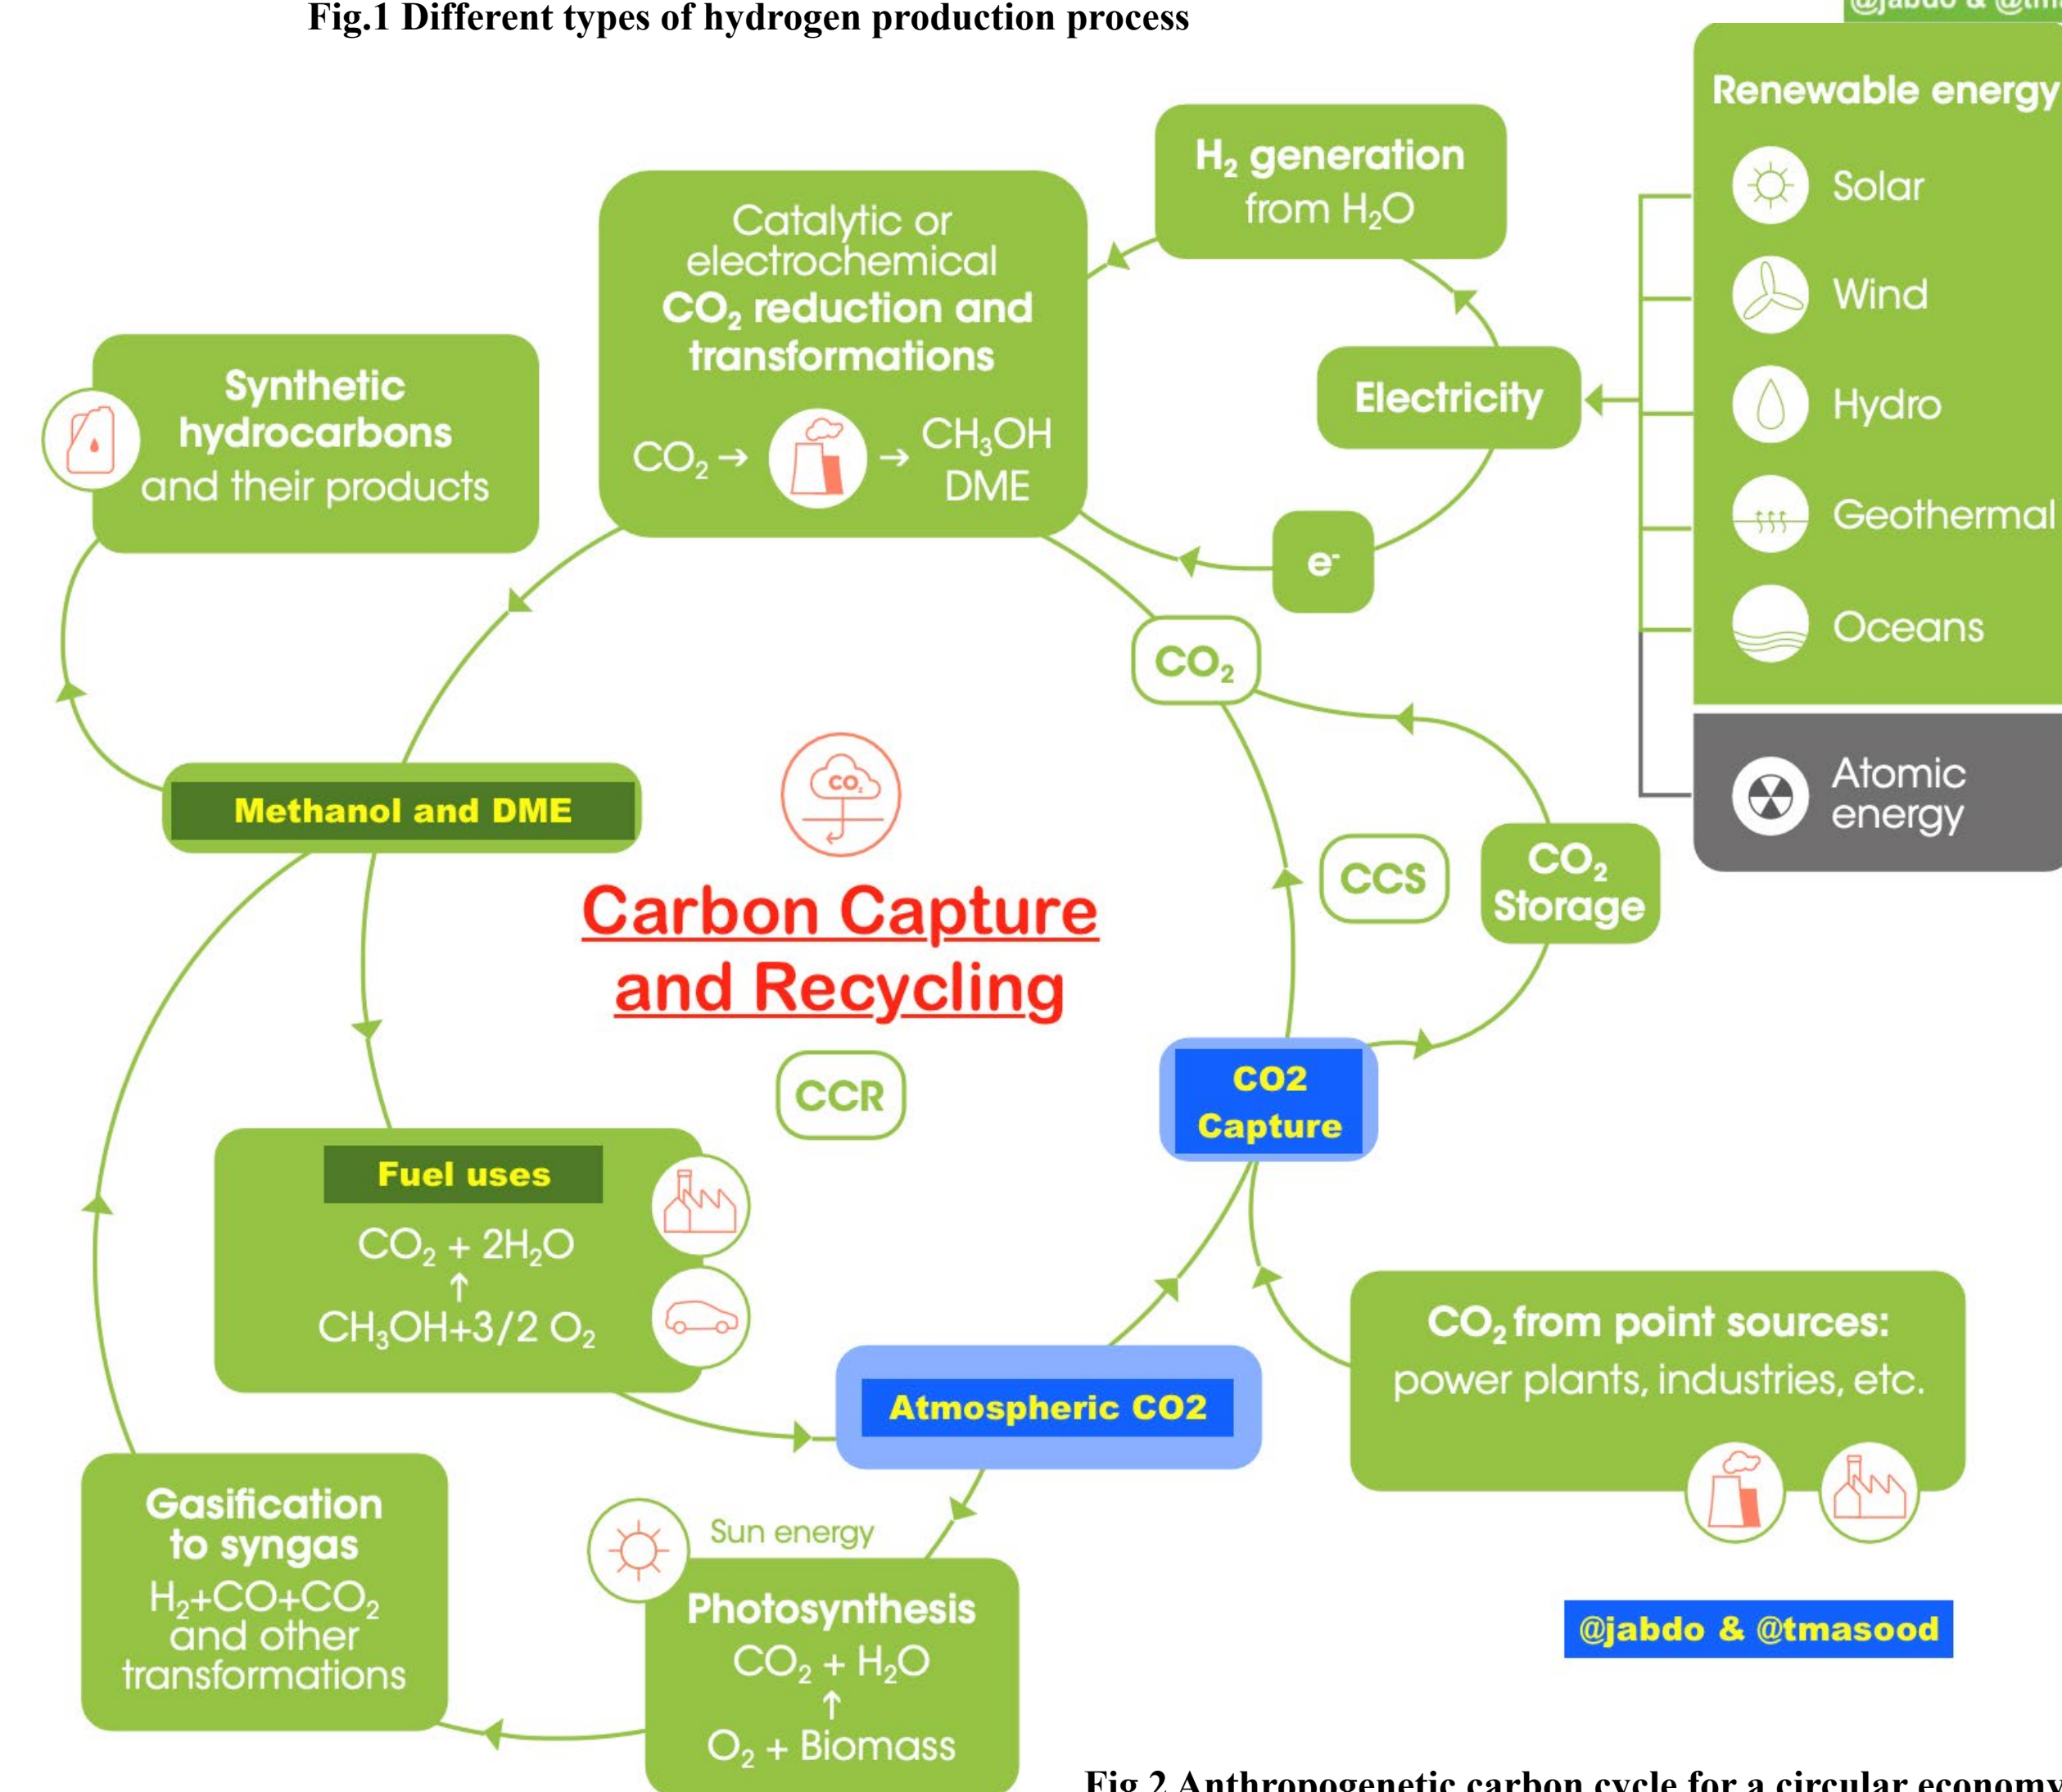 @jabdo & @tma
Fig.1 Different types of hydrogen production process
Renewable energy
Solar
Wind
Hydro
Geothermal
Oceans
Atomic
energy
H₂ generation
from H₂O
Catalytic or
electrochemical
CO₂ reduction and
transformations
CO₂ → → CH₃OH
DME
Electricity
e⁻
Synthetic
hydrocarbons
and their products
CO₂
Methanol and DME
CO₂
Carbon Capture
and Recycling
CCR
CCS
CO₂
Storage
CO2
Capture
Fuel uses
CO₂ + 2H₂O
↑
CH₃OH+3/2 O₂
Atmospheric CO2
CO₂ from point sources:
power plants, industries, etc.
Gasification
to syngas
H₂+CO+CO₂
and other
transformations
Sun energy
Photosynthesis
CO₂ + H₂O
↑
O₂ + Biomass
@jabdo & @tmasood
Fig.2 Anthropogenetic carbon cycle for a circular economy